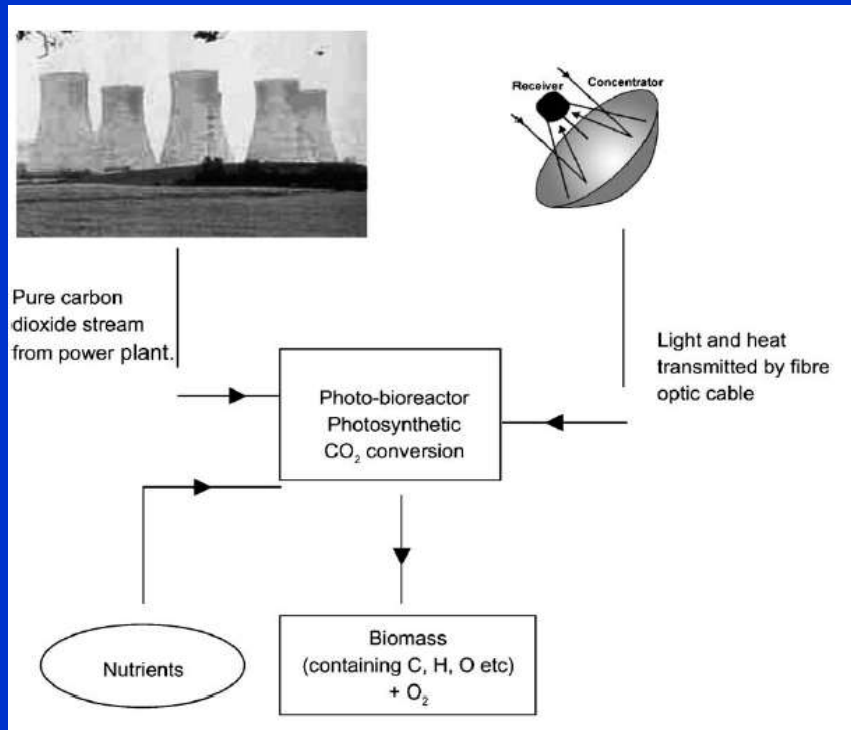 Receiver
Concentrator
Pure carbon
dioxide stream
from power plant.
Light and heat
transmitted by fibre
optic cable
Photo-bioreactor
Photosynthetic
CO₂ conversion
Nutrients
Biomass
(containing C, H, O etc)
+ O₂